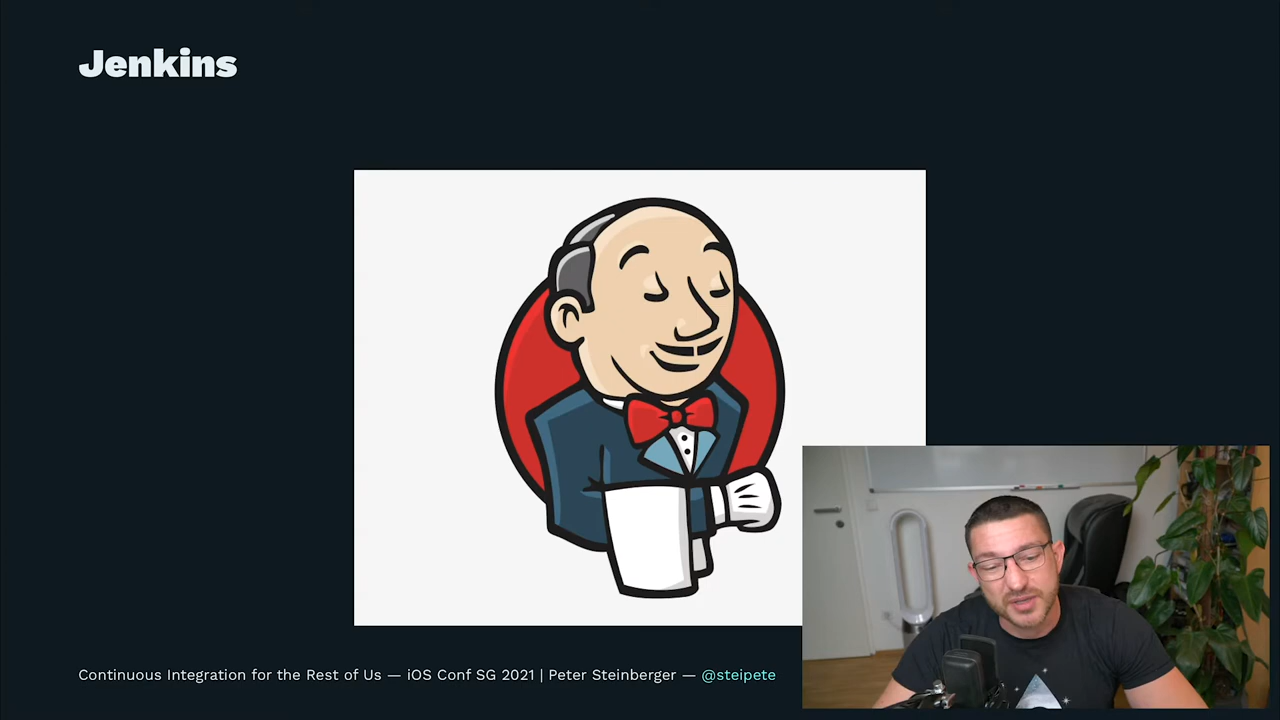 Jenkins
Continuous Integration for the Rest of Us — iOS Conf SG 2021 | Peter Steinberger — @steipete